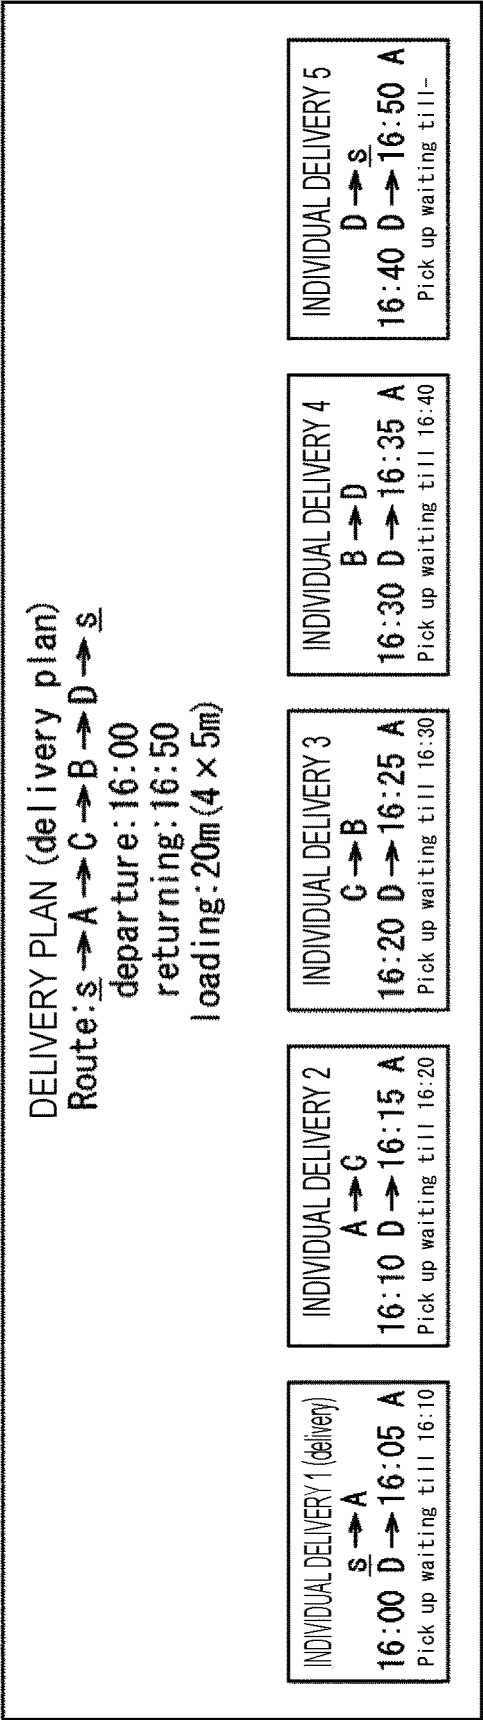 DELIVERY PLAN (delivery plan)
Route:s→A→C→B→D→s
departure:16:00
returning:16:50
loading:20m(4×5m)
INDIVIDUAL DELIVERY 1 (delivery)
s→A
16:00 D→16:05 A
Pick up waiting till 16:10
INDIVIDUAL DELIVERY 2
A→C
16:10 D→16:15 A
Pick up waiting till 16:20
INDIVIDUAL DELIVERY 3
C→B
16:20 D→16:25 A
Pick up waiting till 16:30
INDIVIDUAL DELIVERY 4
B→D
16:30 D→16:35 A
Pick up waiting till 16:40
INDIVIDUAL DELIVERY 5
D→s
16:40 D→16:50 A
Pick up waiting till-